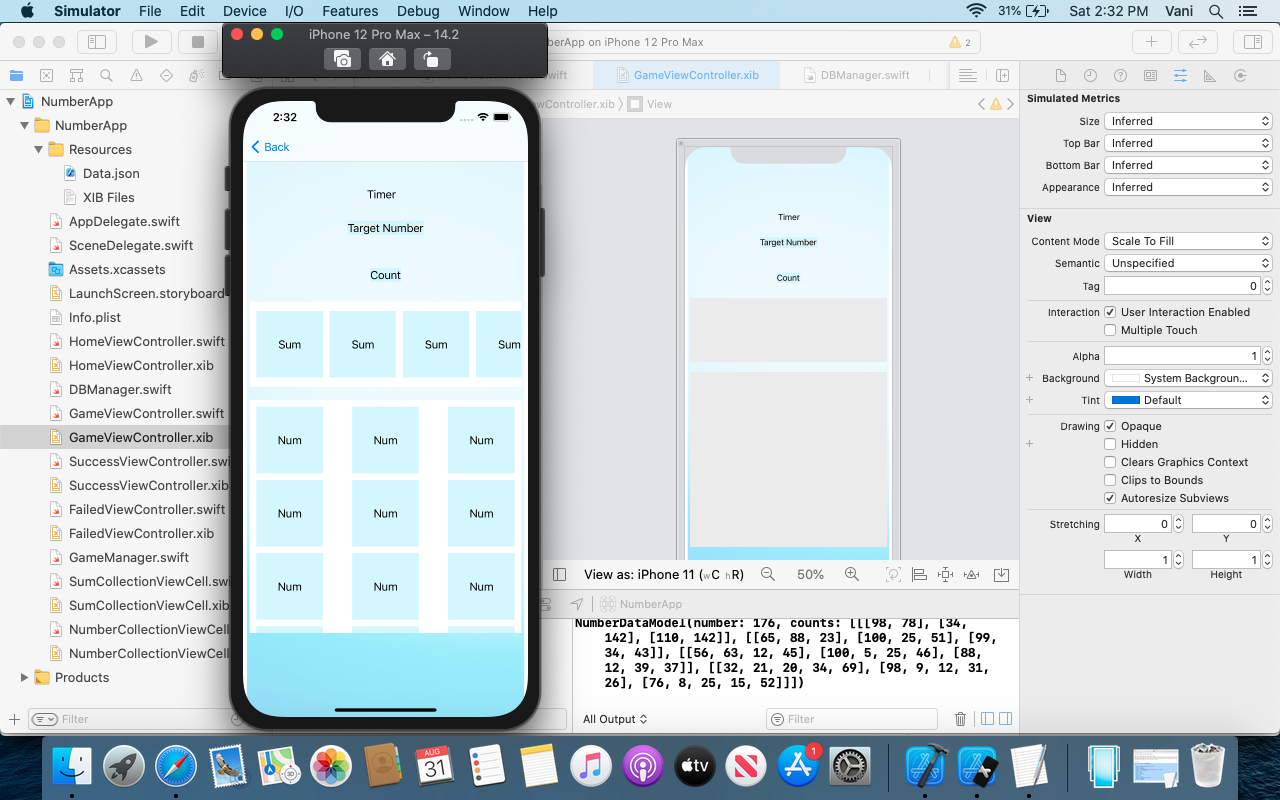 Simulator File Edit Device I/O Features Debug Window Help 31% Sat 2:32 PM Vani
iPhone 12 Pro Max – 14.2
berApp on iPhone 12 Pro Max
2
GameViewController.xib
DBManager.swift
NumberApp
NumberApp
Resources
Data.json
XIB Files
AppDelegate.swift
SceneDelegate.swift
Assets.xcassets
LaunchScreen.storyboard
Info.plist
HomeViewController.swift
HomeViewController.xib
DBManager.swift
GameViewController.swift
GameViewController.xib
SuccessViewController.swi
SuccessViewController.xib
FailedViewController.swift
FailedViewController.xib
GameManager.swift
SumCollectionViewCell.sw
SumCollectionViewCell.xib
NumberCollectionViewCell
NumberCollectionViewCell
Products
Filter
2:32
Back
Timer
Target Number
Count
Sum Sum Sum Sum
Num Num Num
Num Num Num
Num Num Num
wController.xib View
Timer
Target Number
Count
View as: iPhone 11 (wC hR) 50%
NumberApp
NumberDataModel(number: 176, counts: [[[98, 78], [34,
142], [110, 142]], [[65, 88, 23], [100, 25, 51], [99,
34, 43]], [[56, 63, 12, 45], [100, 5, 25, 46], [88,
12, 39, 37]], [[32, 21, 20, 34, 69], [98, 9, 12, 31,
26], [76, 8, 25, 15, 52]]])
All Output
Filter
Simulated Metrics
Size Inferred
Top Bar Inferred
Bottom Bar Inferred
Appearance Inferred
View
Content Mode Scale To Fill
Semantic Unspecified
Tag 0
Interaction User Interaction Enabled
Multiple Touch
Alpha 1
Background System Backgroun...
Tint Default
Drawing Opaque
Hidden
Clears Graphics Context
Clips to Bounds
Autoresize Subviews
Stretching 0 0
X Y
1 1
Width Height
AUG
31
tv
1